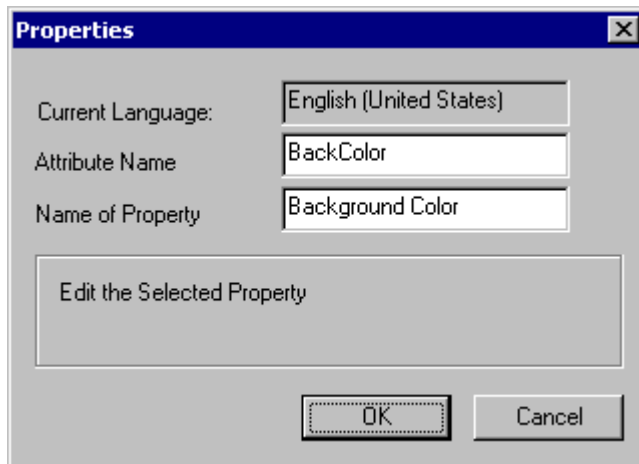 Properties
Current Language: English (United States)
Attribute Name BackColor
Name of Property Background Color
Edit the Selected Property
OK Cancel